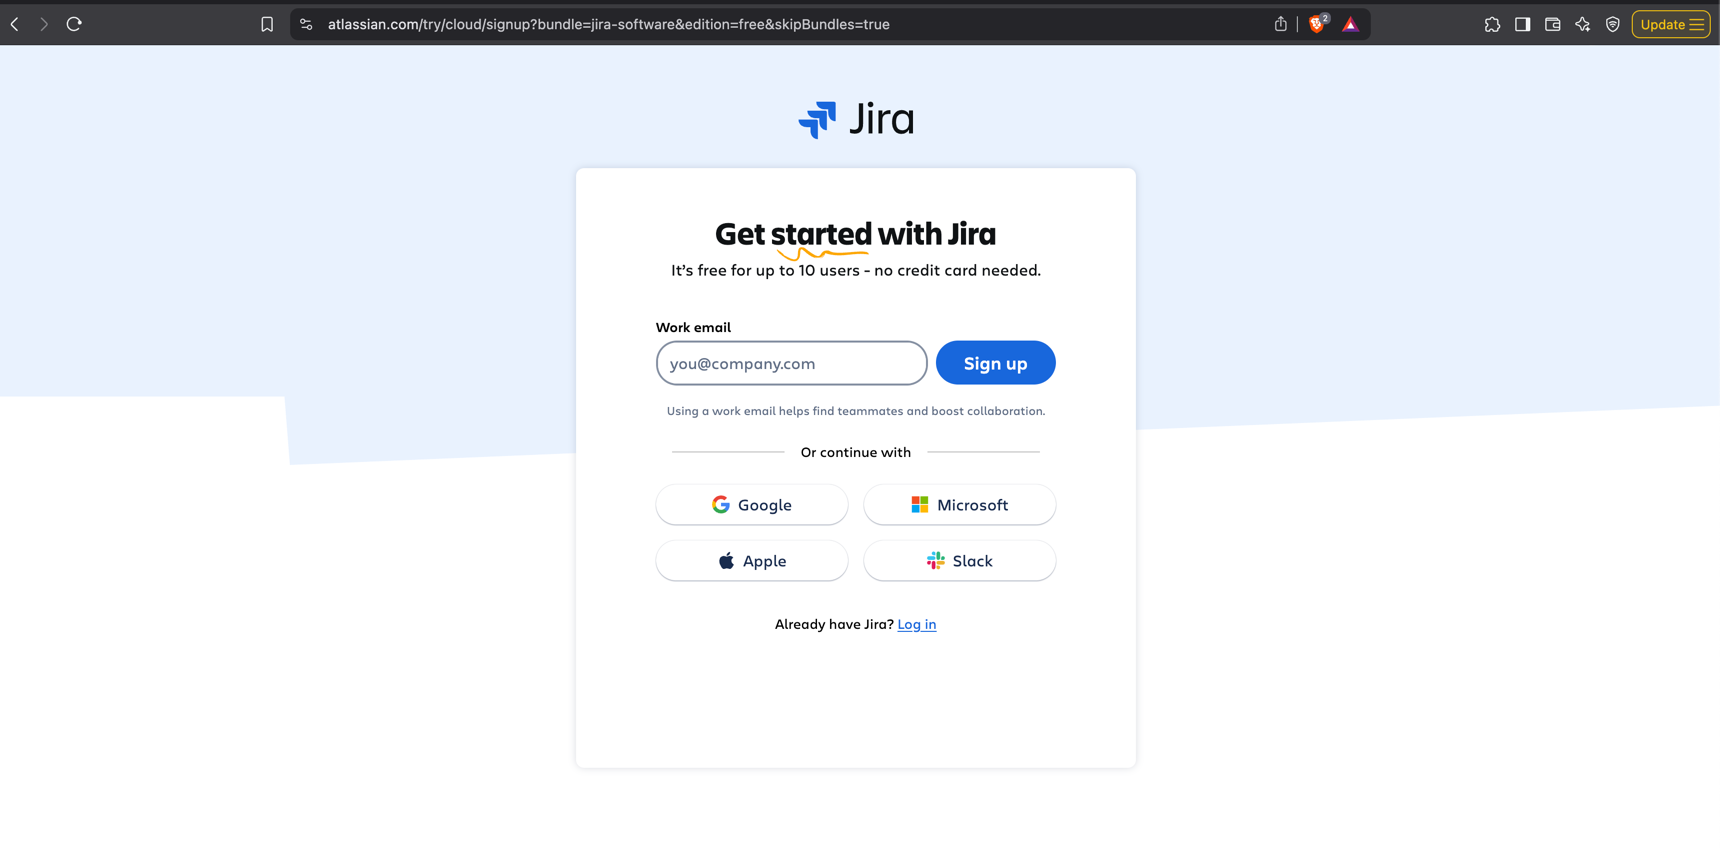 atlassian.com/try/cloud/signup?bundle=jira-software&edition=free&skipBundles=true
2
Update
Jira
Get started with Jira
It's free for up to 10 users - no credit card needed.
Work email
you@company.com
Sign up
Using a work email helps find teammates and boost collaboration.
Or continue with
Google
Microsoft
Apple
Slack
Already have Jira? Log in